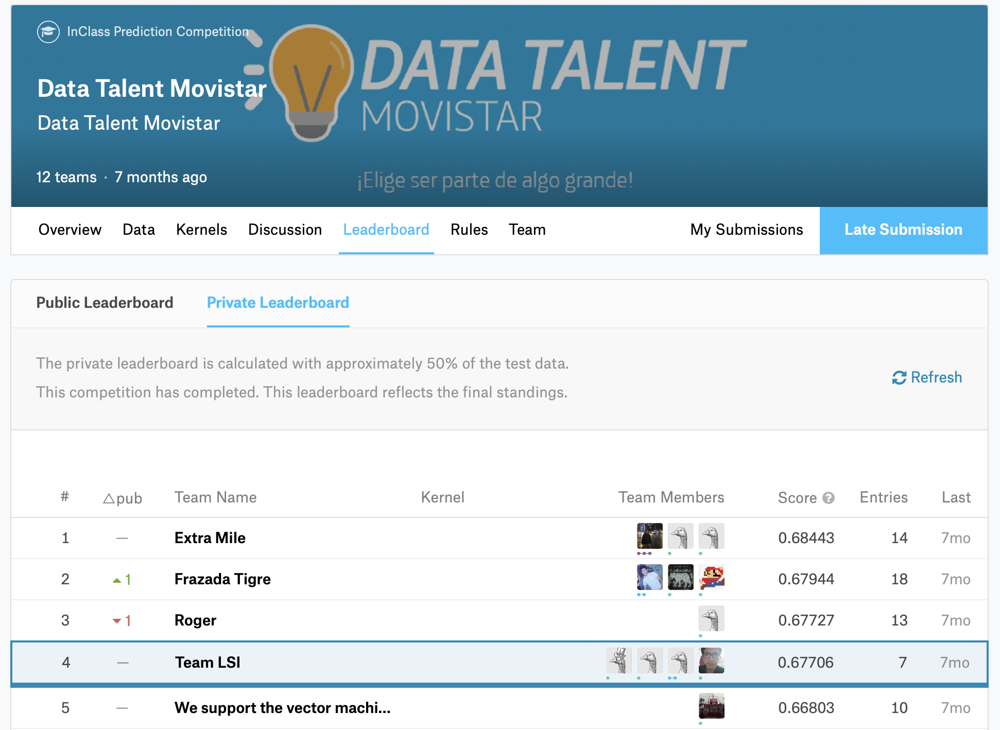 InClass Prediction Competition
DATA TALENT
MOVISTAR
Data Talent Movistar
Data Talent Movistar
12 teams · 7 months ago
¡Elige ser parte de algo grande!
Overview Data Kernels Discussion Leaderboard Rules Team My Submissions Late Submission
Public Leaderboard Private Leaderboard
The private leaderboard is calculated with approximately 50% of the test data.
This competition has completed. This leaderboard reflects the final standings.
Refresh
# △pub Team Name Kernel Team Members Score ? Entries Last
1 — Extra Mile 0.68443 14 7mo
2 ▲1 Frazada Tigre 0.67944 18 7mo
3 ▼1 Roger 0.67727 13 7mo
4 — Team LSI 0.67706 7 7mo
5 — We support the vector machi... 0.66803 10 7mo